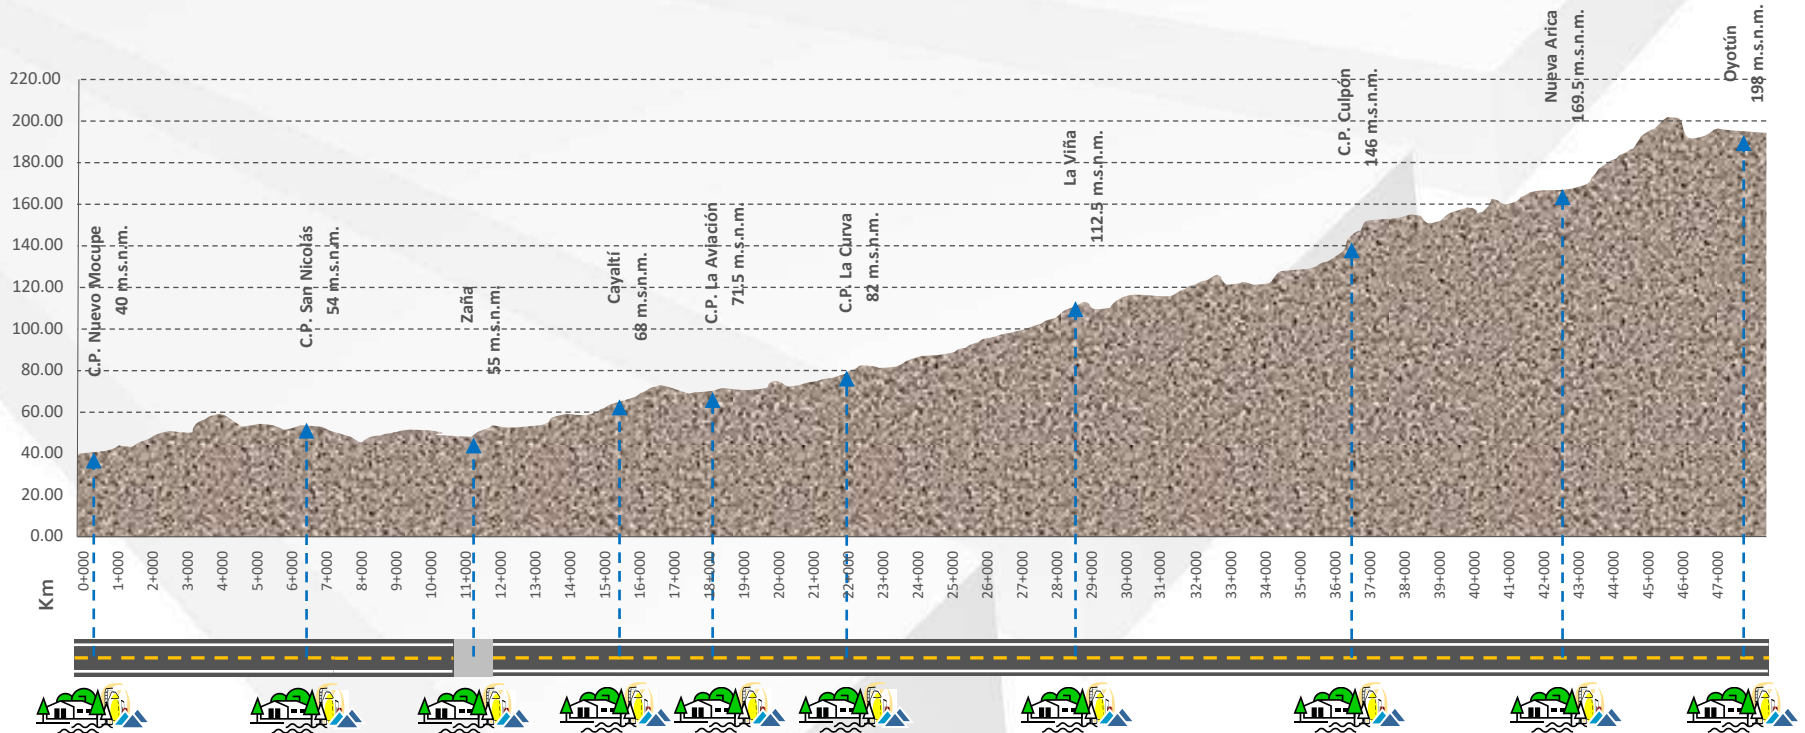 220.00
200.00
180.00
160.00
140.00
120.00
100.00
80.00
60.00
40.00
20.00
0.00
C.P. Nuevo Mocupe
40 m.s.n.m.
C.P. San Nicolás
54 m.s.n.m.
Zaña
55 m.s.n.m.
Cayaltí
68 m.s.n.m.
C.P. La Aviación
71.5 m.s.n.m.
C.P. La Curva
82 m.s.n.m.
La Viña
112.5 m.s.n.m.
C.P. Culpón
146 m.s.n.m.
Nueva Arica
169.5 m.s.n.m.
Oyotún
198 m.s.n.m.
Km
0+000
1+000
2+000
3+000
4+000
5+000
6+000
7+000
8+000
9+000
10+000
11+000
12+000
13+000
14+000
15+000
16+000
17+000
18+000
19+000
20+000
21+000
22+000
23+000
24+000
25+000
26+000
27+000
28+000
29+000
30+000
31+000
32+000
33+000
34+000
35+000
36+000
37+000
38+000
39+000
40+000
41+000
42+000
43+000
44+000
45+000
46+000
47+000